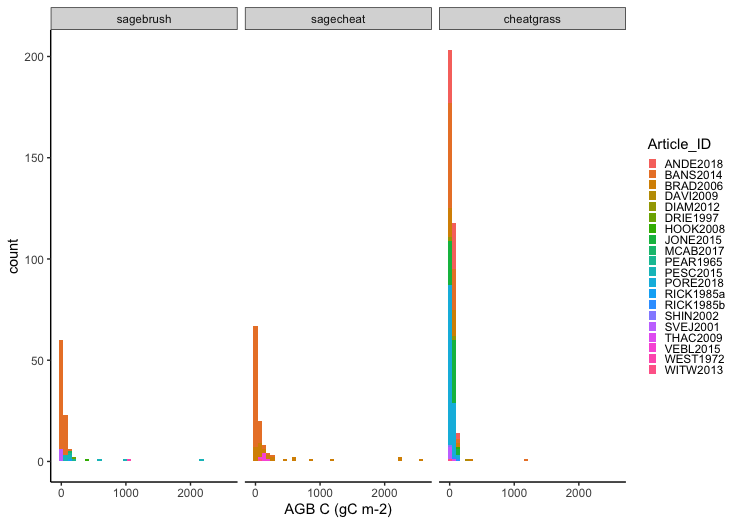 sagebrush
sagecheat
cheatgrass
200
150
100
50
0
count
0 1000 2000
0 1000 2000
0 1000 2000
AGB C (gC m-2)
Article_ID
ANDE2018
BANS2014
BRAD2006
DAVI2009
DIAM2012
DRIE1997
HOOK2008
JONE2015
MCAB2017
PEAR1965
PESC2015
PORE2018
RICK1985a
RICK1985b
SHIN2002
SVEJ2001
THAC2009
VEBL2015
WEST1972
WITW2013